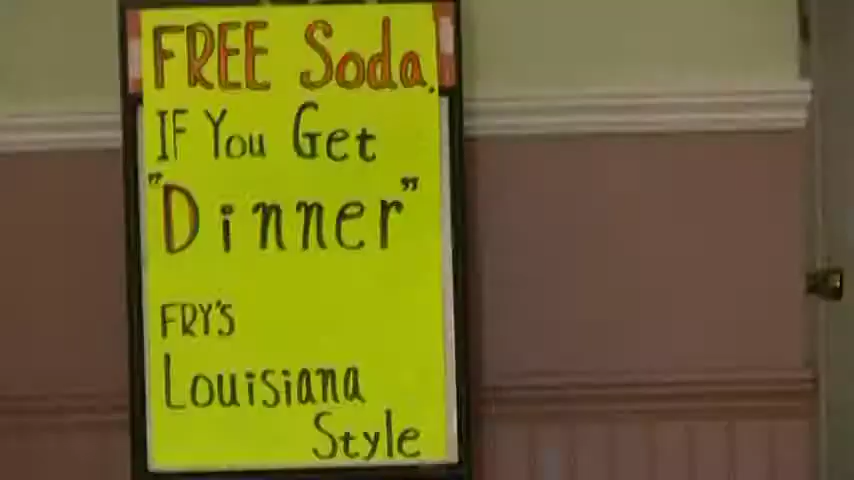 FREE Soda.
IF You Get
"Dinner"
FRY'S
Louisiana
Style